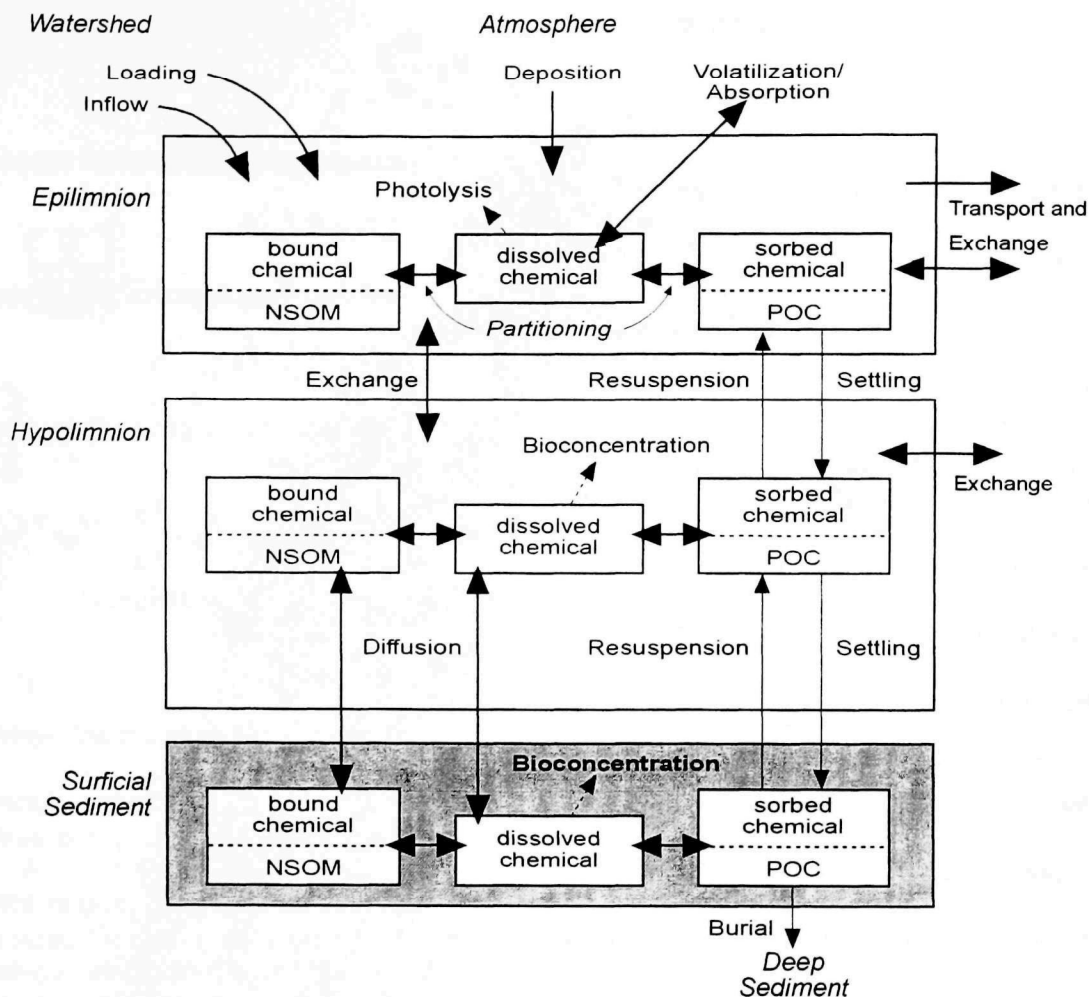 Watershed
Atmosphere
Loading
Inflow
Deposition
Volatilization/
Absorption
Epilimnion
Photolysis
Transport and
Exchange
bound
chemical
NSOM
dissolved
chemical
sorbed
chemical
POC
Partitioning
Exchange
Resuspension
Settling
Hypolimnion
Bioconcentration
Exchange
bound
chemical
NSOM
dissolved
chemical
sorbed
chemical
POC
Diffusion
Resuspension
Settling
Surficial
Sediment
Bioconcentration
bound
chemical
NSOM
dissolved
chemical
sorbed
chemical
POC
Burial
Deep
Sediment